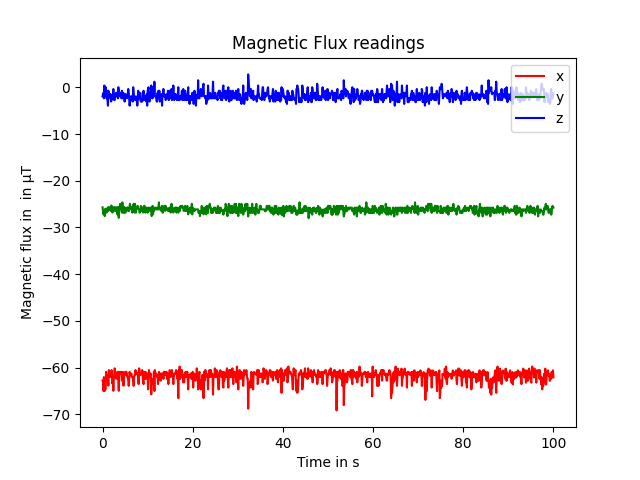 Magnetic Flux readings
x
y
z
0
−10
−20
−30
−40
−50
−60
−70
Magnetic flux in  in μT
0 20 40 60 80 100
Time in s